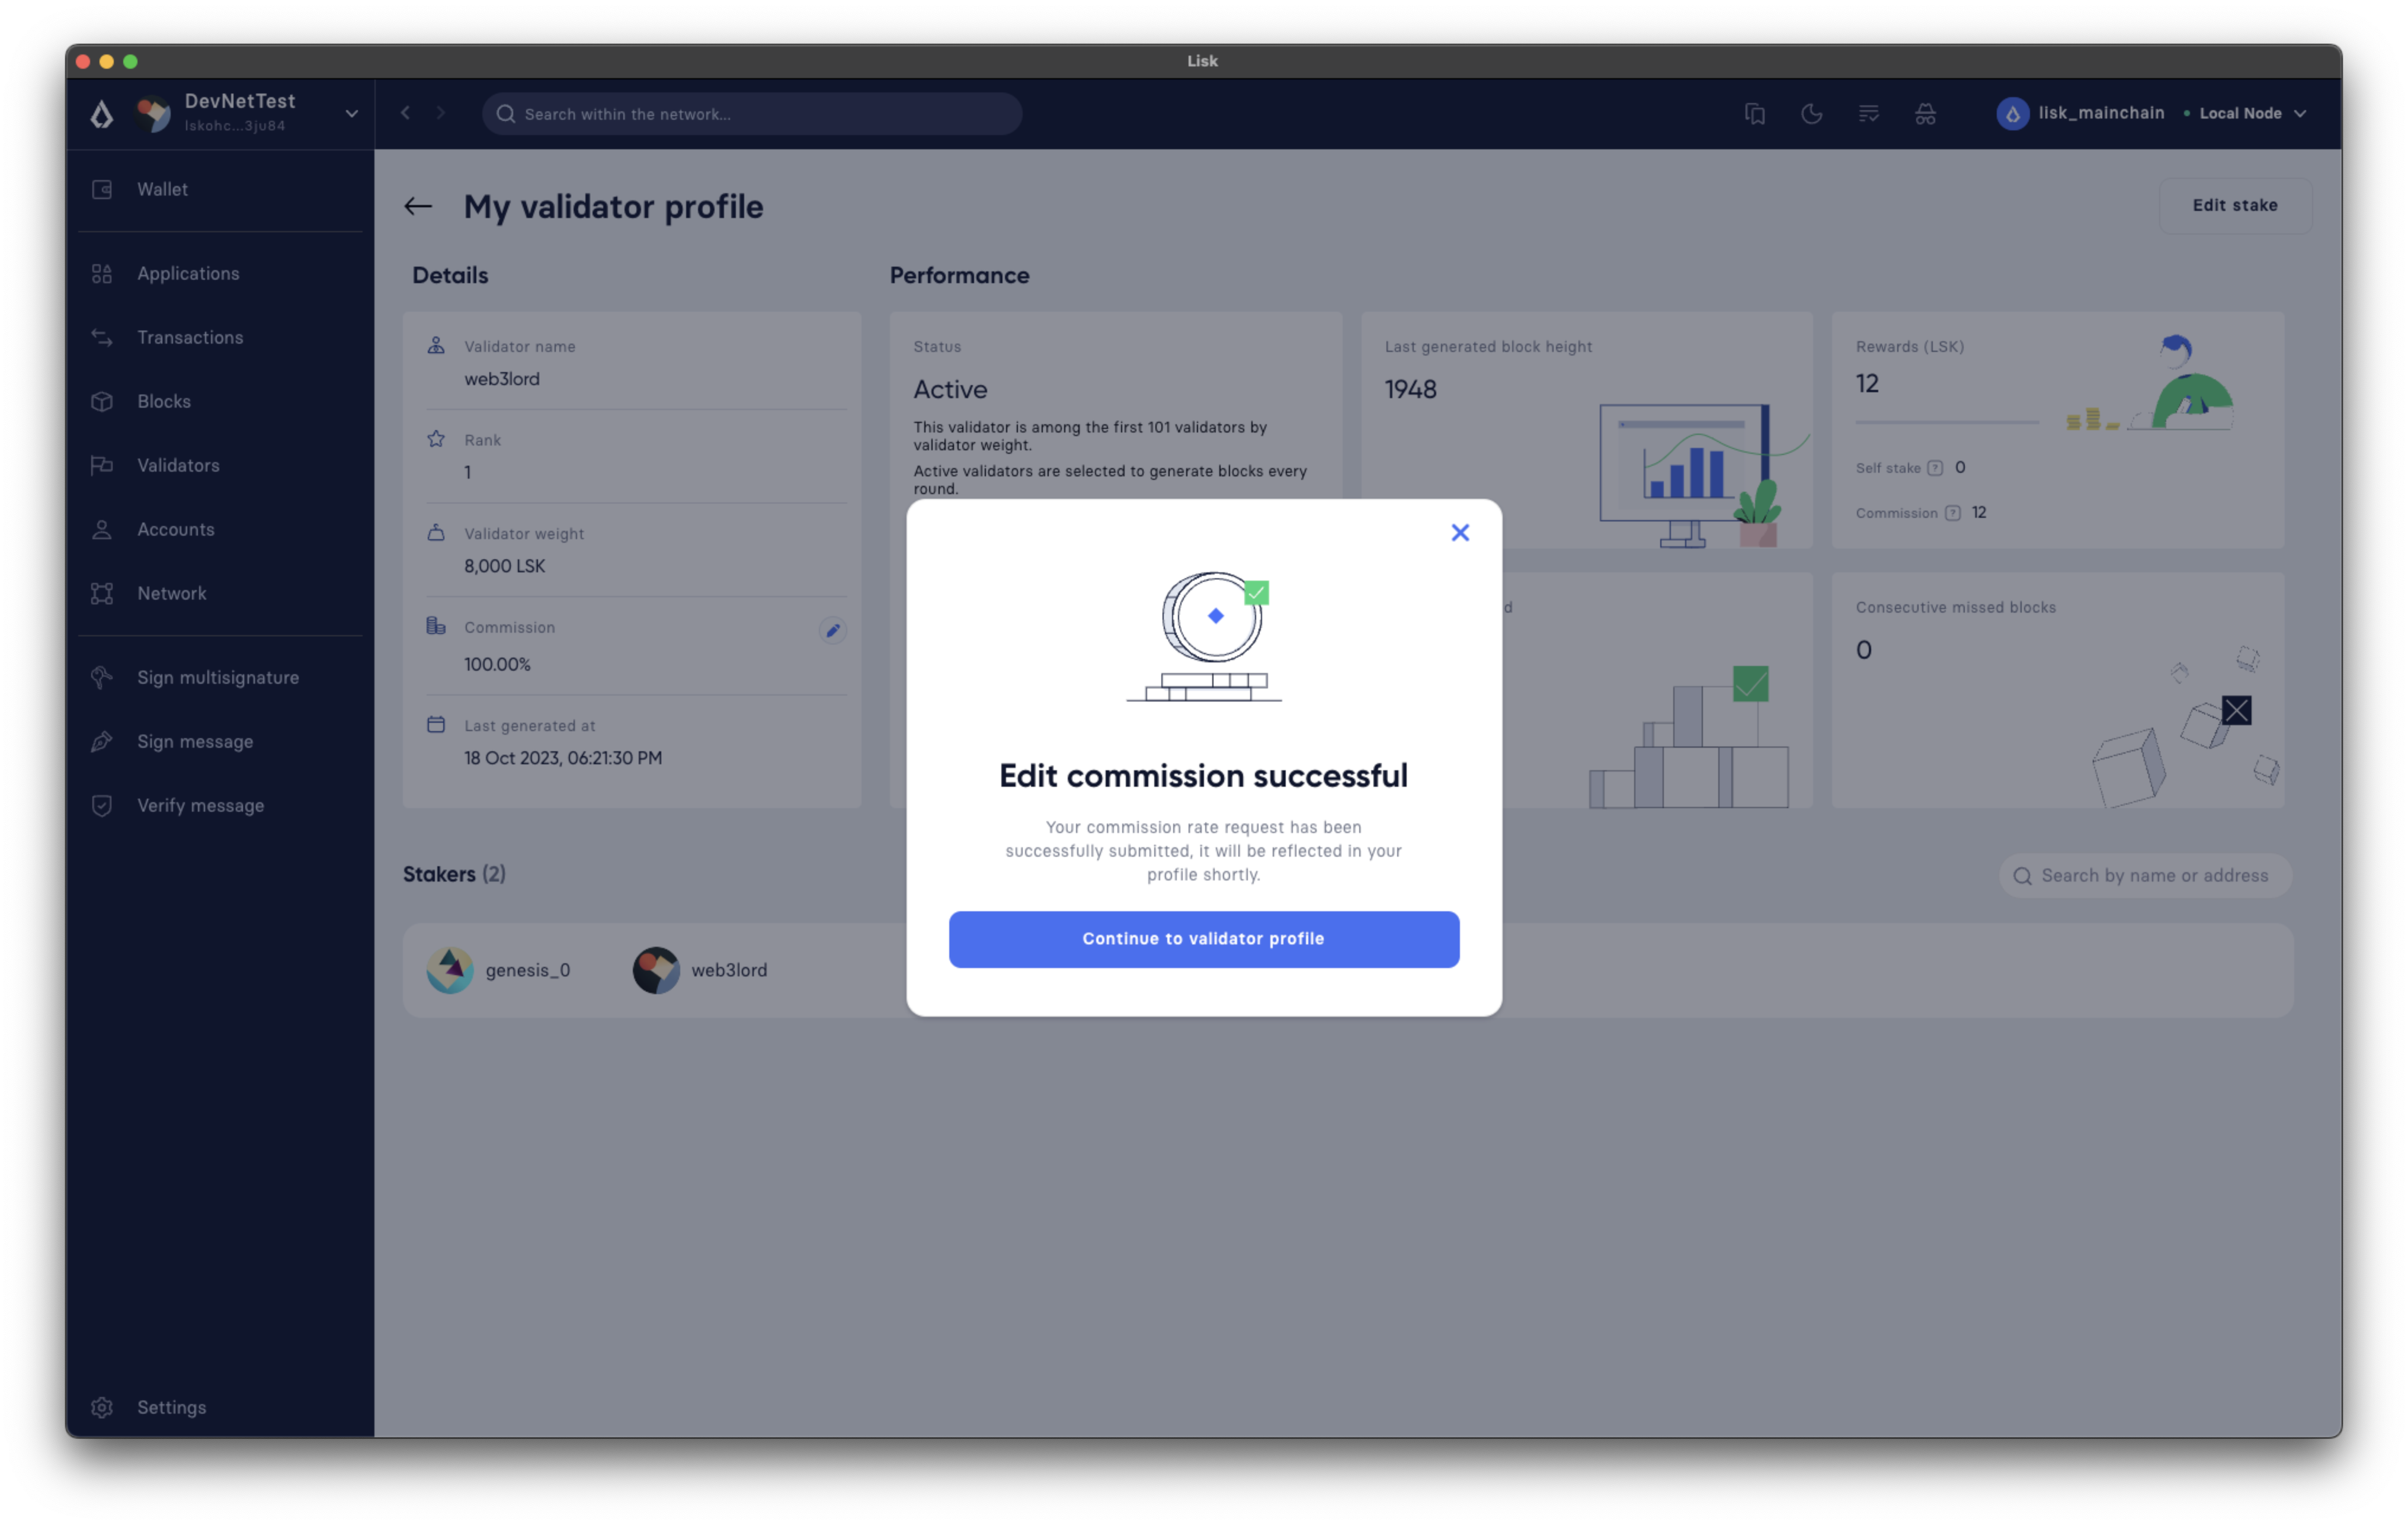 Lisk
DevNetTest
lskohc...3ju84
Search within the network...
lisk_mainchain
Local Node
Wallet
Applications
Transactions
Blocks
Validators
Accounts
Network
Sign multisignature
Sign message
Verify message
Settings
My validator profile
Edit stake
Details
Validator name
web3lord
Rank
1
Validator weight
8,000 LSK
Commission
100.00%
Last generated at
18 Oct 2023, 06:21:30 PM
Performance
Status
Active
This validator is among the first 101 validators by
validator weight.
Active validators are selected to generate blocks every
round.
Last generated block height
1948
Rewards (LSK)
12
Self stake ? 0
Commission ? 12
Consecutive missed blocks
0
Edit commission successful
Your commission rate request has been
successfully submitted, it will be reflected in your
profile shortly.
Continue to validator profile
Stakers (2)
Search by name or address
genesis_0
web3lord